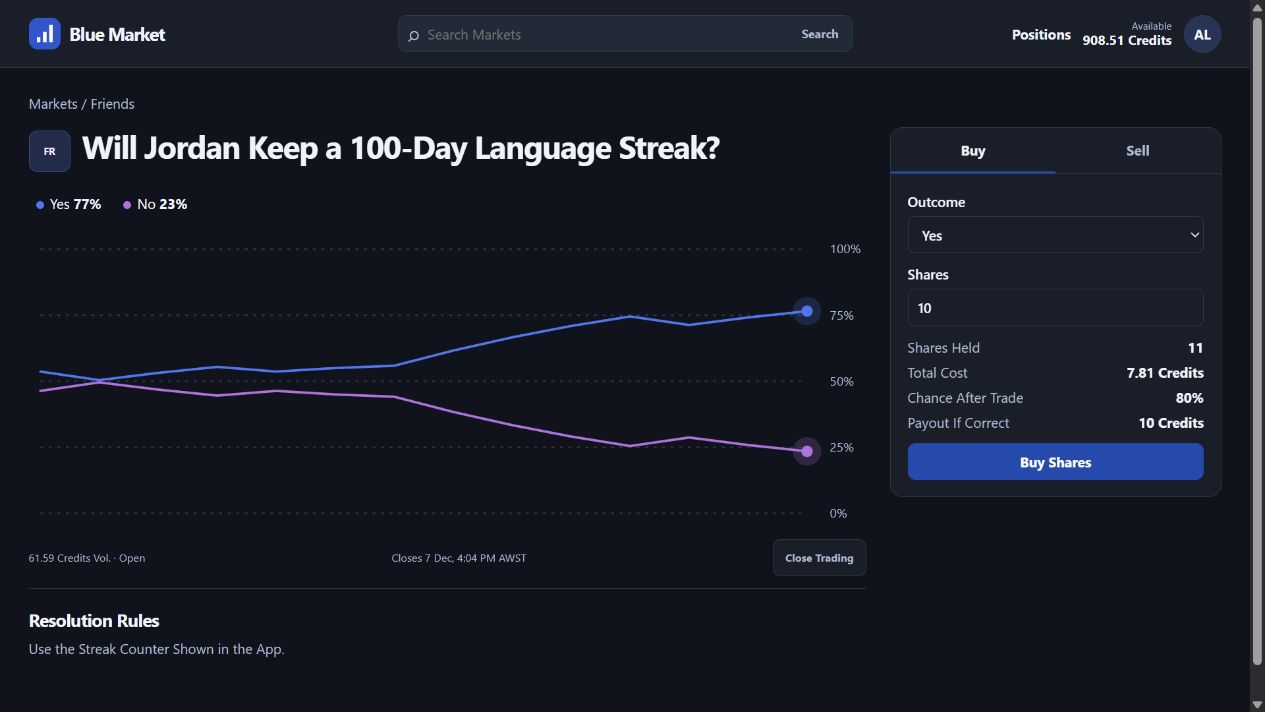 Blue Market
Search Markets
Search
Positions
Available
908.51 Credits
AL
Markets / Friends
FR
Will Jordan Keep a 100-Day Language Streak?
Yes 77%
No 23%
100%
75%
50%
25%
0%
61.59 Credits Vol. · Open
Closes 7 Dec, 4:04 PM AWST
Close Trading
Resolution Rules
Use the Streak Counter Shown in the App.
Buy
Sell
Outcome
Yes
Shares
10
Shares Held 11
Total Cost 7.81 Credits
Chance After Trade 80%
Payout If Correct 10 Credits
Buy Shares